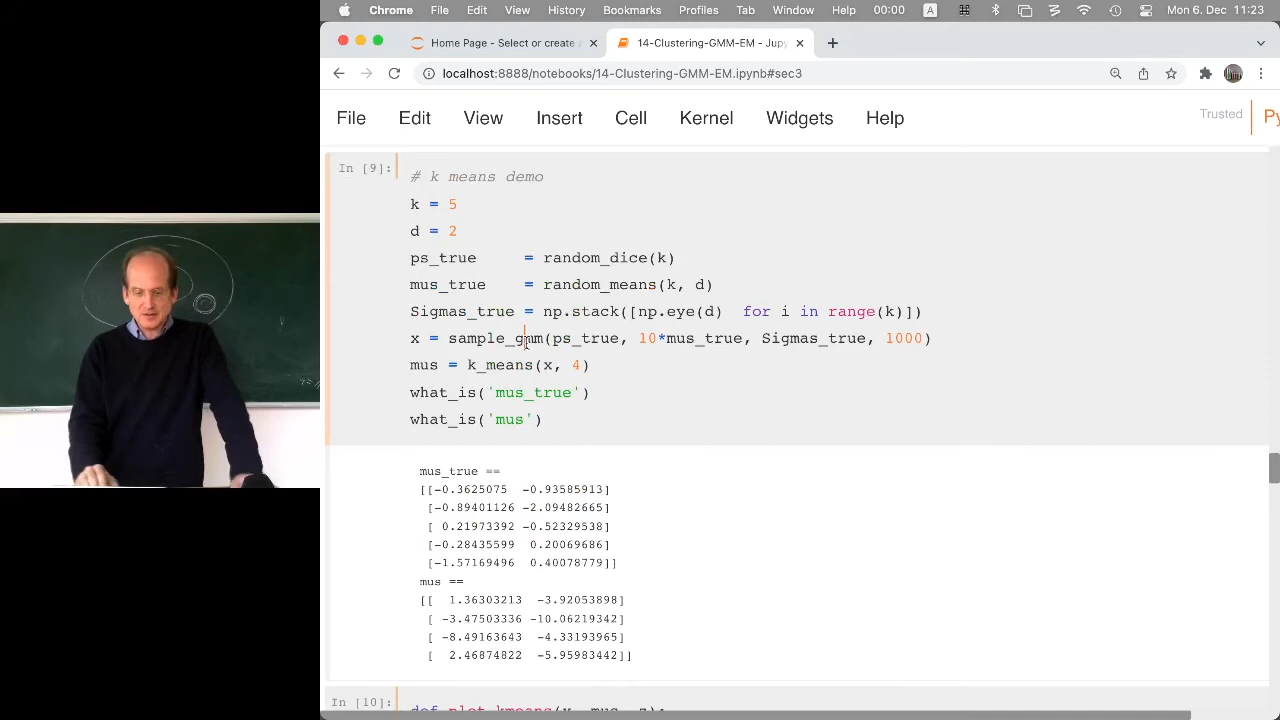 Chrome File Edit View History Bookmarks Profiles Tab Window Help 00:00 A Mon 6. Dec 11:23
Home Page - Select or create a 14-Clustering-GMM-EM - Jup
localhost:8888/notebooks/14-Clustering-GMM-EM.ipynb#sec3
File Edit View Insert Cell Kernel Widgets Help Trusted Py
In [9]:
# k means demo
k = 5
d = 2
ps_true = random_dice(k)
mus_true = random_means(k, d)
Sigmas_true = np.stack([np.eye(d) for i in range(k)])
x = sample_gmm(ps_true, 10*mus_true, Sigmas_true, 1000)
mus = k_means(x, 4)
what_is('mus_true')
what_is('mus')
mus_true ==
[[-0.3625075 -0.93585913]
[-0.89401126 -2.09482665]
[ 0.21973392 -0.52329538]
[-0.28435599 0.20069686]
[-1.57169496 0.40078779]]
mus ==
[[ 1.36303213 -3.92053898]
[ -3.47503336 -10.06219342]
[ -8.49163643 -4.33193965]
[ 2.46874822 -5.95983442]]
In [10]: def plot_kmeans(x, mus, z):